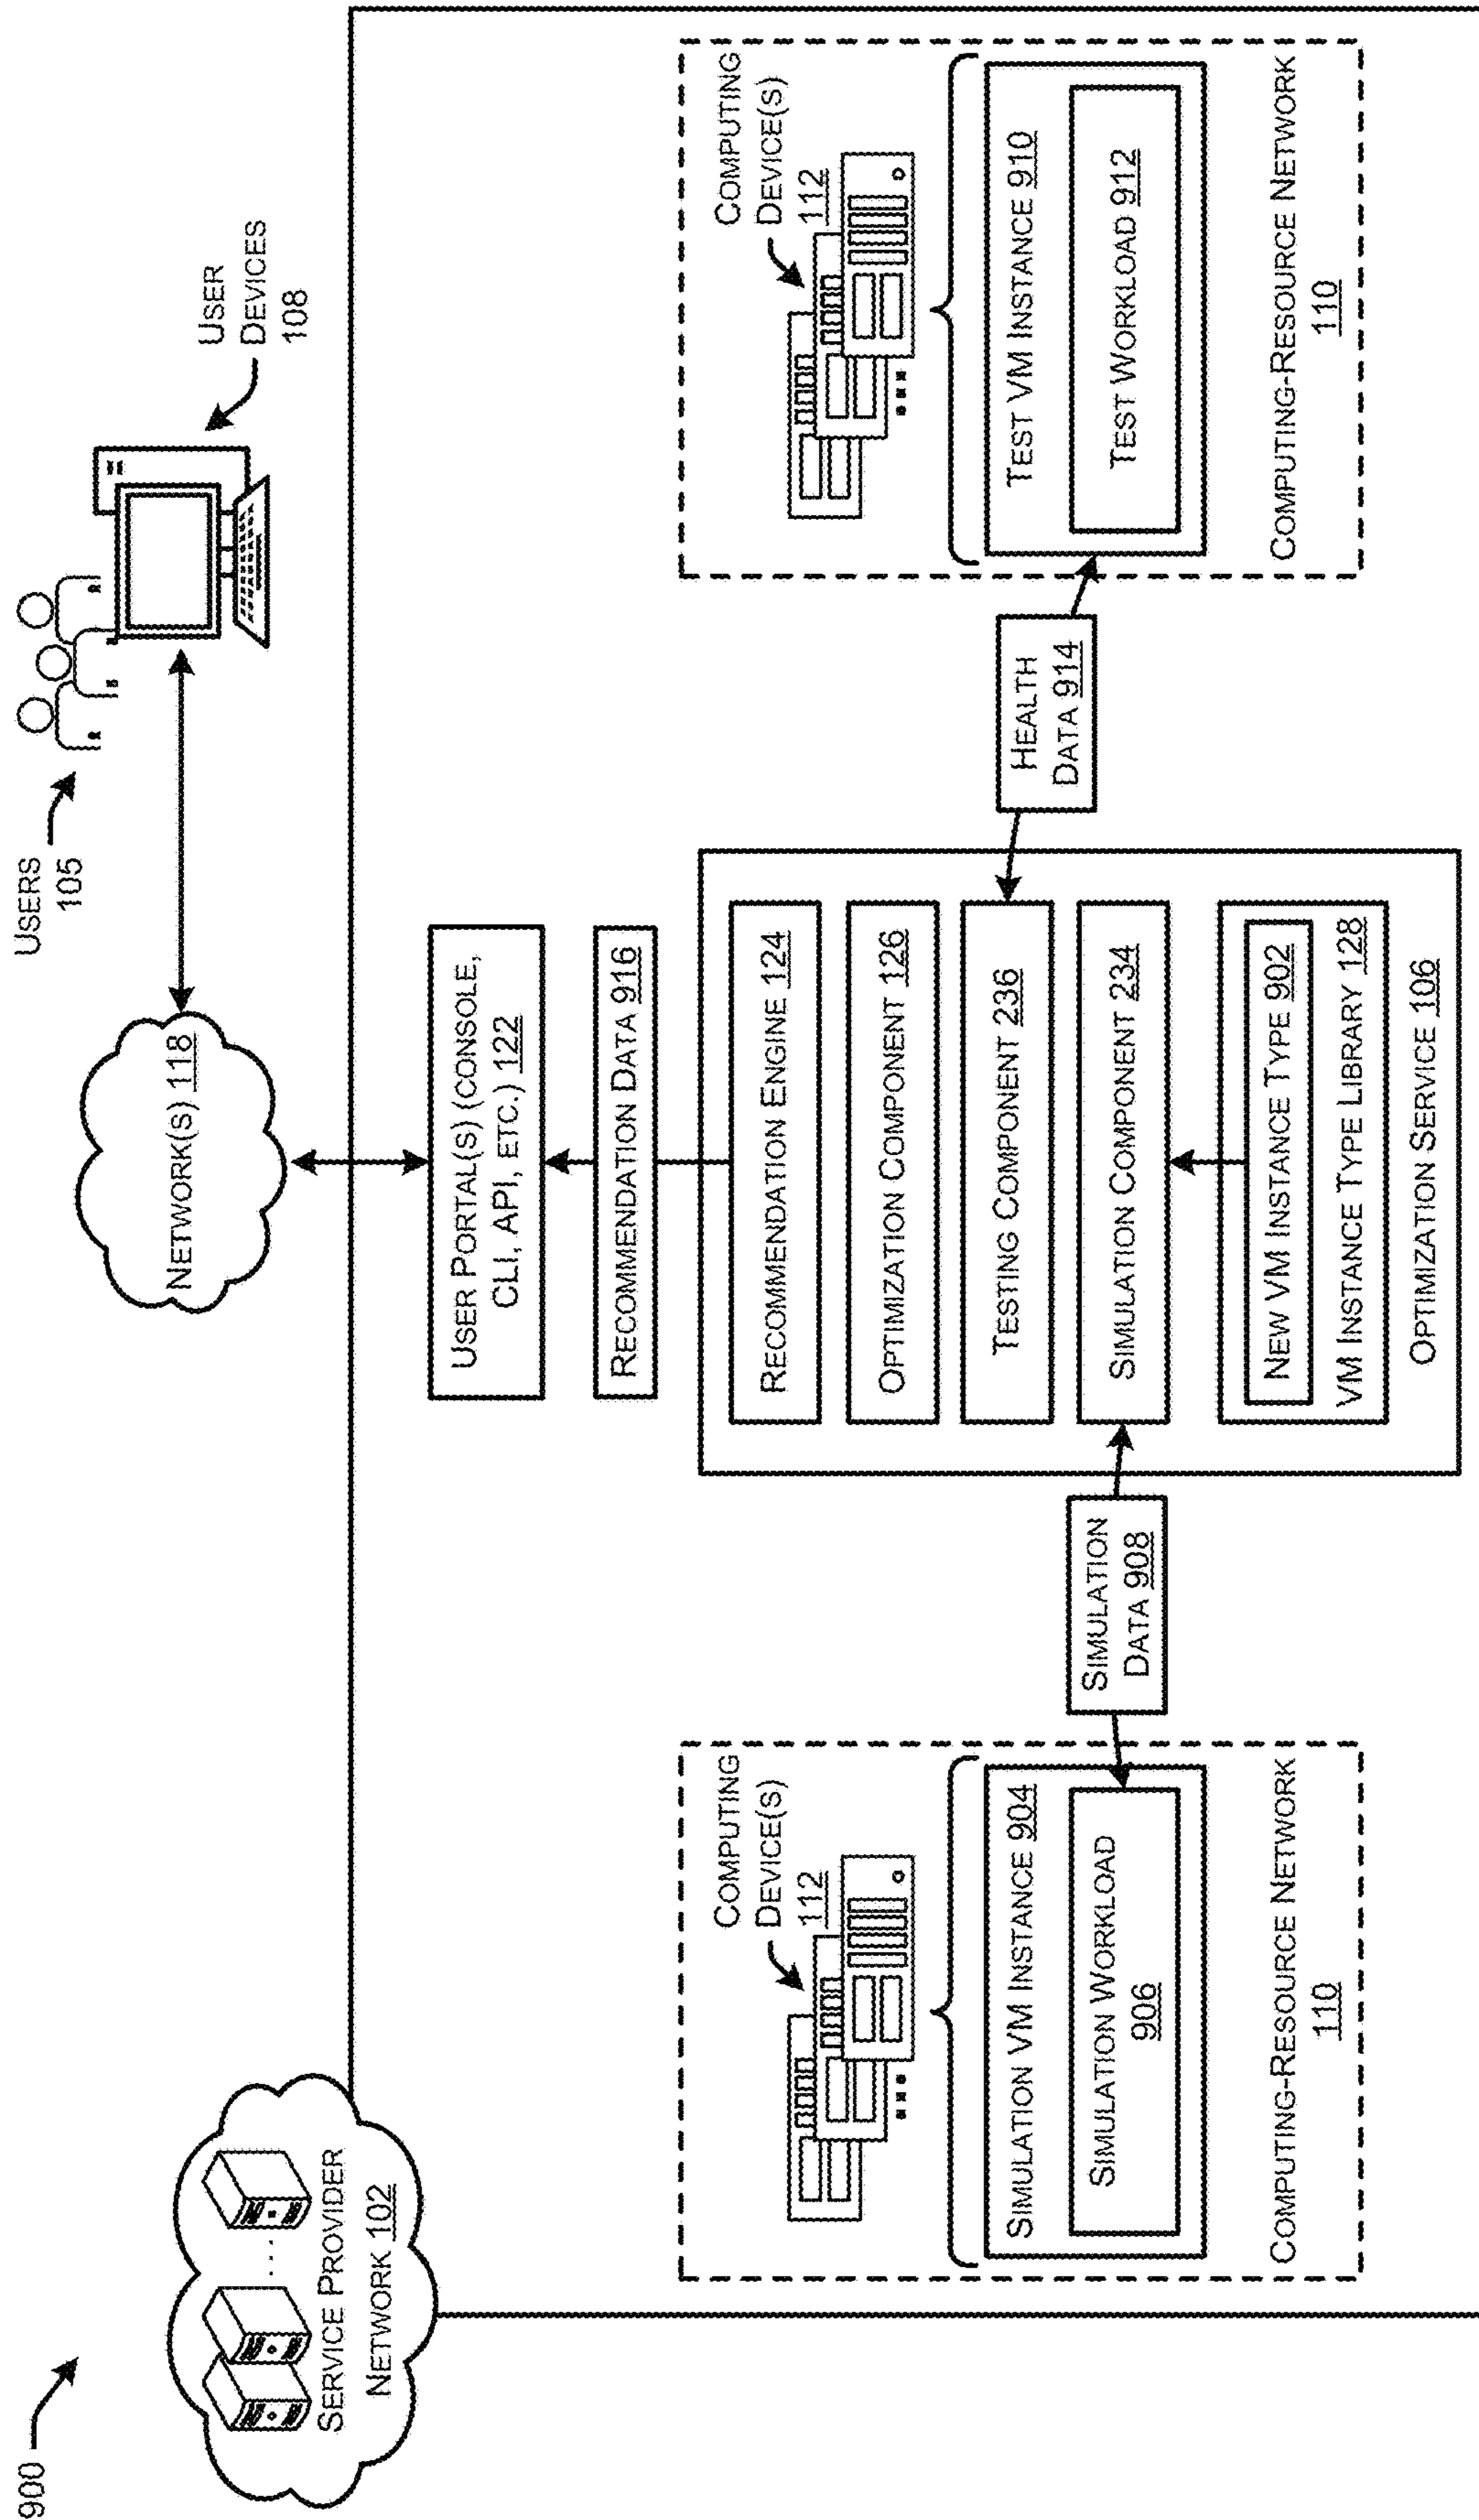 900
SERVICE PROVIDER
NETWORK 102
NETWORK(S) 118
USERS
105
USER
DEVICES
108
USER PORTAL(S) (CONSOLE,
CLI, API, ETC.) 122
RECOMMENDATION DATA 916
COMPUTING
DEVICE(S)
112
SIMULATION VM INSTANCE 904
SIMULATION WORKLOAD
906
COMPUTING-RESOURCE NETWORK
110
SIMULATION
DATA 908
RECOMMENDATION ENGINE 124
OPTIMIZATION COMPONENT 126
TESTING COMPONENT 236
SIMULATION COMPONENT 234
NEW VM INSTANCE TYPE 902
VM INSTANCE TYPE LIBRARY 128
OPTIMIZATION SERVICE 106
HEALTH
DATA 914
COMPUTING
DEVICE(S)
112
TEST VM INSTANCE 910
TEST WORKLOAD 912
COMPUTING-RESOURCE NETWORK
110